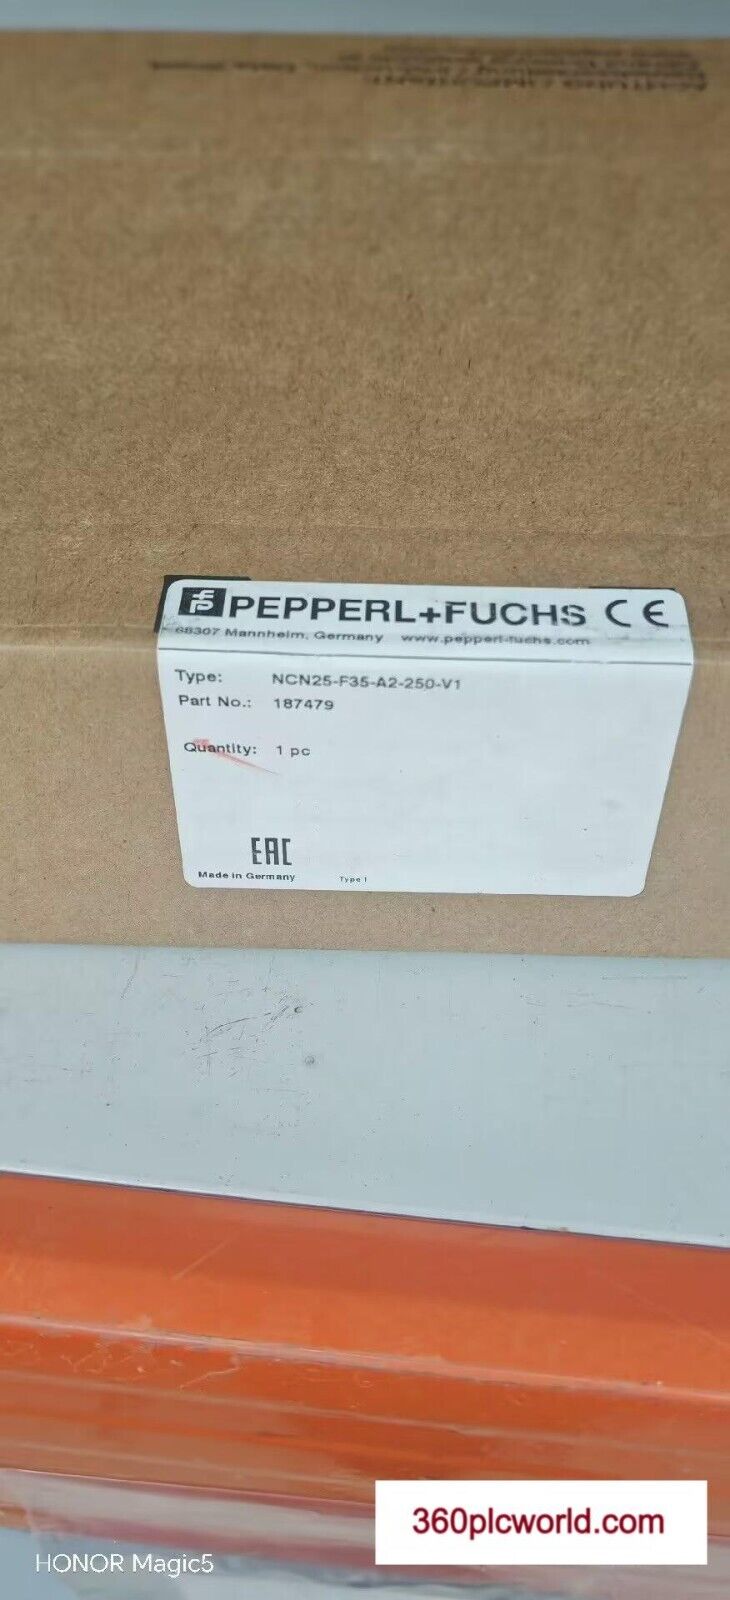 PEPPERL+FUCHS CE
68307 Mannheim, Germany www.pepperl-fuchs.com
Type: NCN25-F35-A2-250-V1
Part No.: 187479
Quantity: 1 pc
EAC
Made in Germany Type 1
360plcworld.com
HONOR Magic5